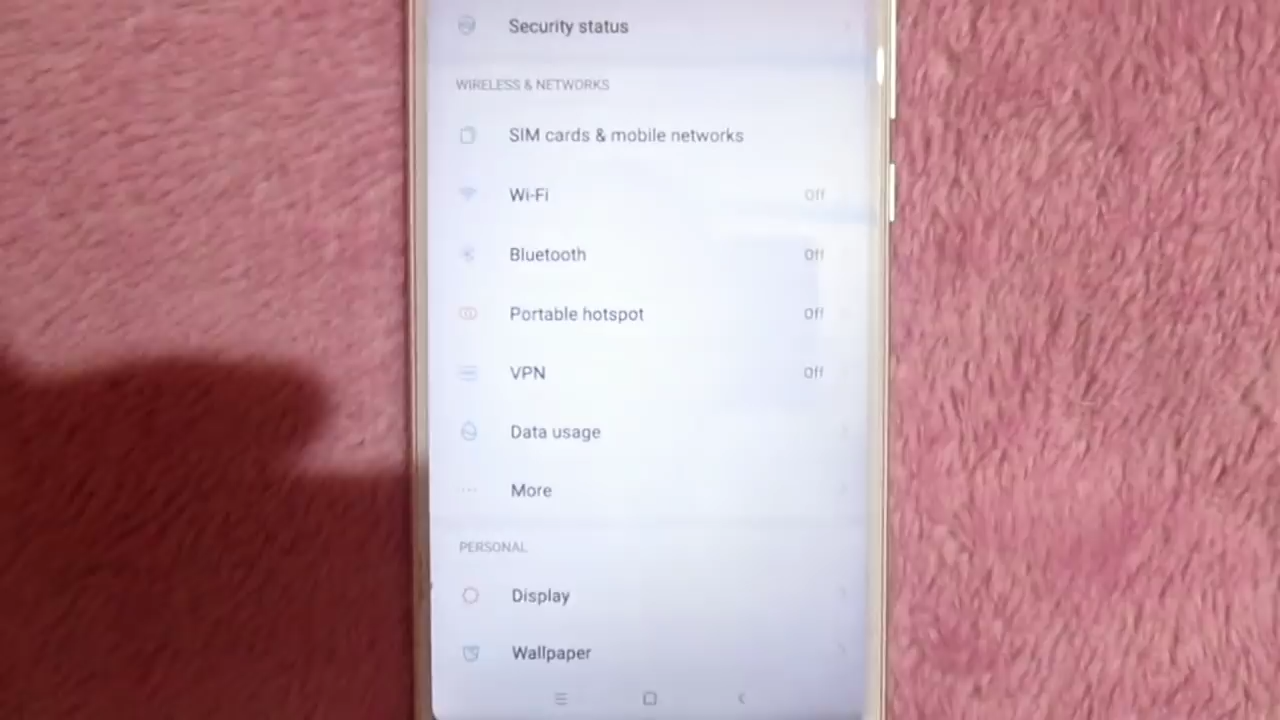 Security status
WIRELESS & NETWORKS
SIM cards & mobile networks
Wi-Fi Off
Bluetooth Off
Portable hotspot Off
VPN Off
Data usage
More
PERSONAL
Display
Wallpaper